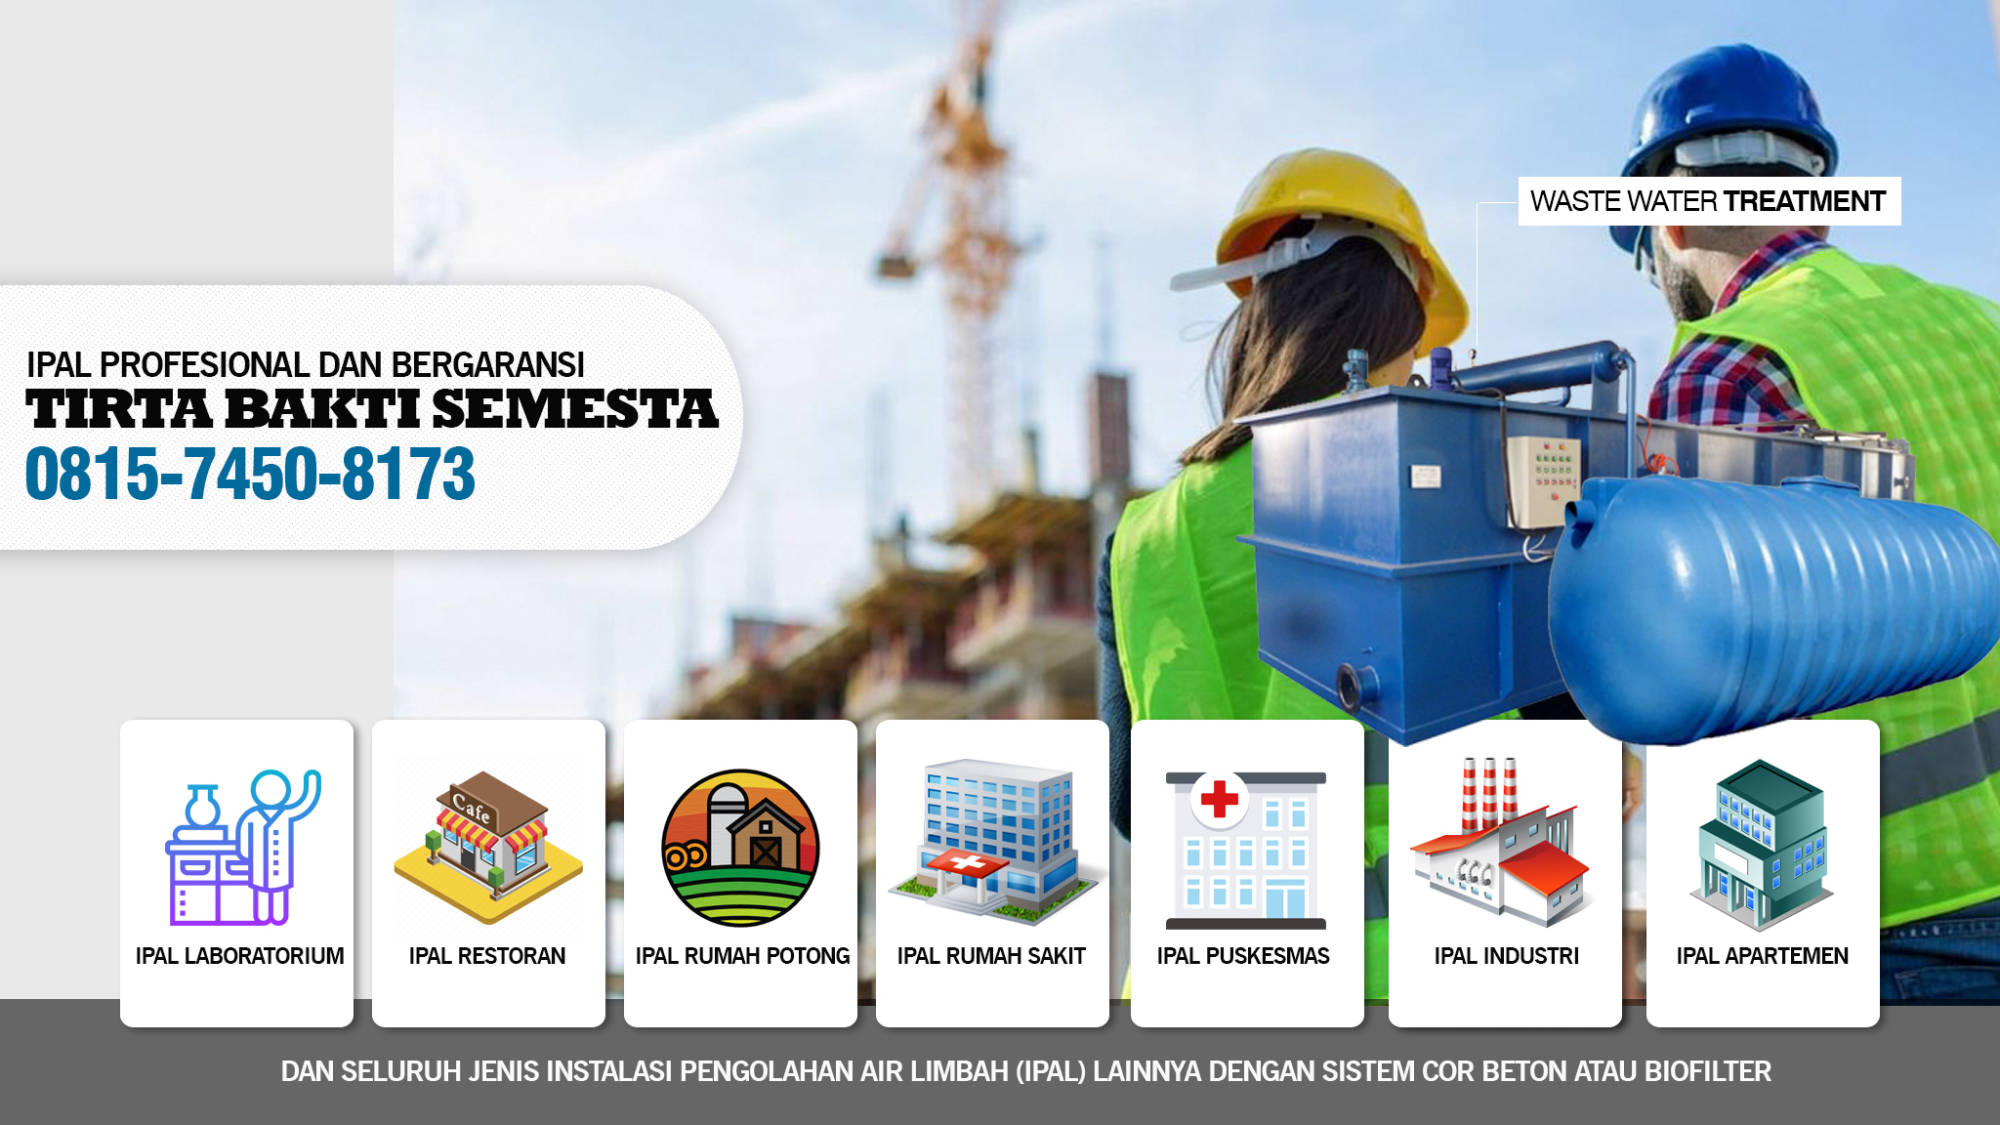 WASTE WATER TREATMENT
IPAL PROFESIONAL DAN BERGARANSI
TIRTA BAKTI SEMESTA
0815-7450-8173
Cafe
IPAL LABORATORIUM
IPAL RESTORAN
IPAL RUMAH POTONG
IPAL RUMAH SAKIT
IPAL PUSKESMAS
IPAL INDUSTRI
IPAL APARTEMEN
DAN SELURUH JENIS INSTALASI PENGOLAHAN AIR LIMBAH (IPAL) LAINNYA DENGAN SISTEM COR BETON ATAU BIOFILTER